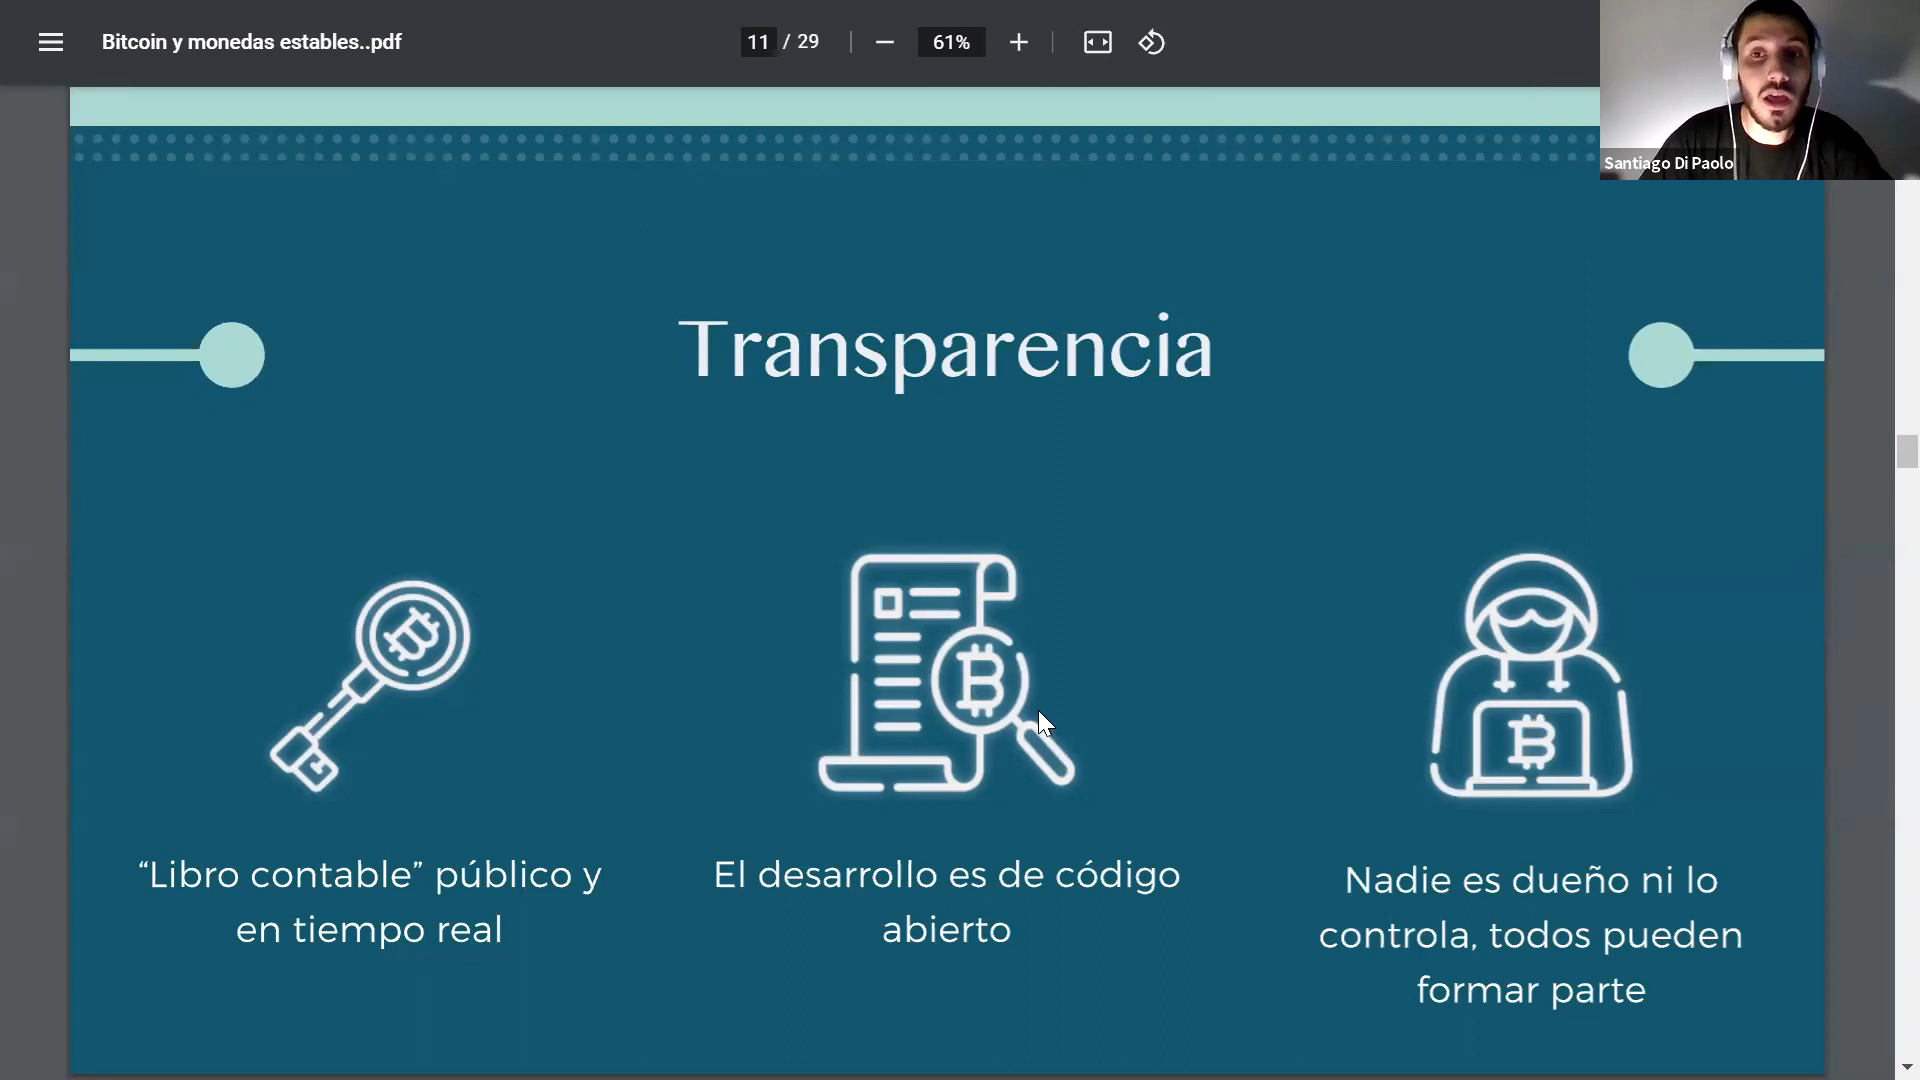 Bitcoin y monedas estables..pdf
11 / 29
61%
Santiago Di Paolo
Transparencia
“Libro contable” público y
en tiempo real
El desarrollo es de código
abierto
Nadie es dueño ni lo
controla, todos pueden
formar parte